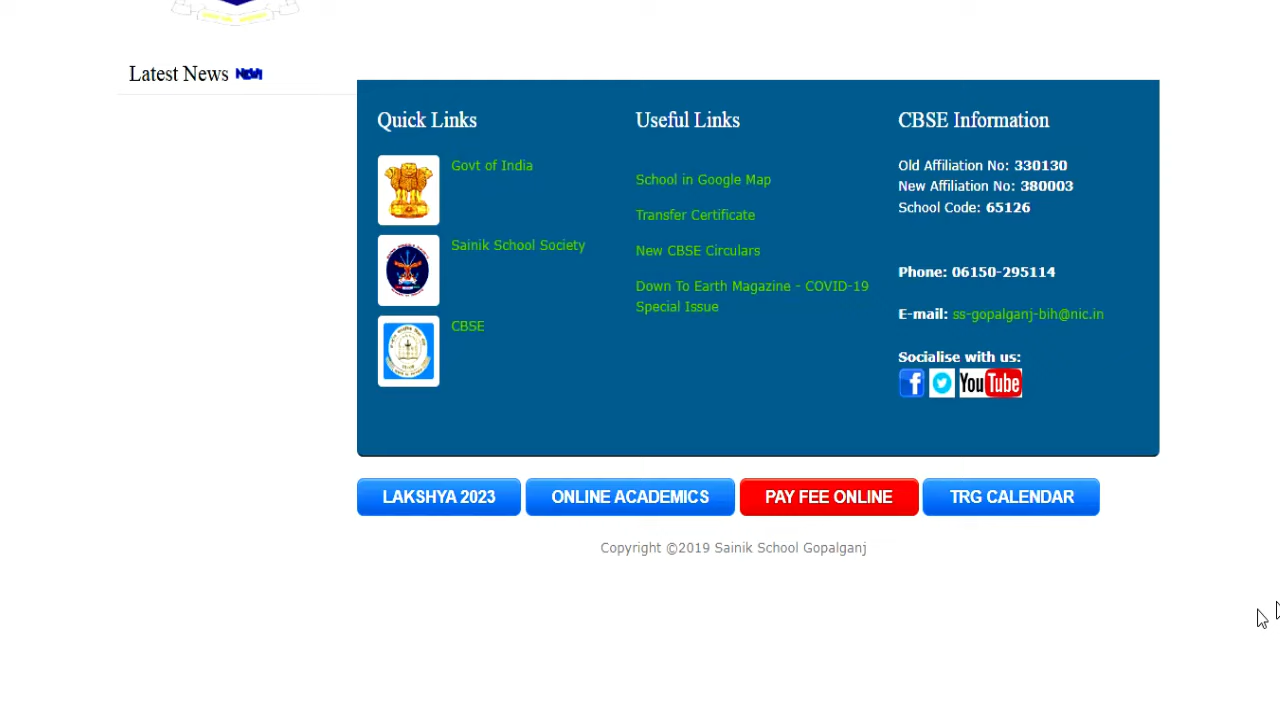 Latest News NEW!
Quick Links
Govt of India
Sainik School Society
CBSE
Useful Links
School in Google Map
Transfer Certificate
New CBSE Circulars
Down To Earth Magazine - COVID-19
Special Issue
CBSE Information
Old Affiliation No: 330130
New Affiliation No: 380003
School Code: 65126
Phone: 06150-295114
E-mail: ss-gopalganj-bih@nic.in
Socialise with us:
f YouTube
LAKSHYA 2023 ONLINE ACADEMICS PAY FEE ONLINE TRG CALENDAR
Copyright ©2019 Sainik School Gopalganj